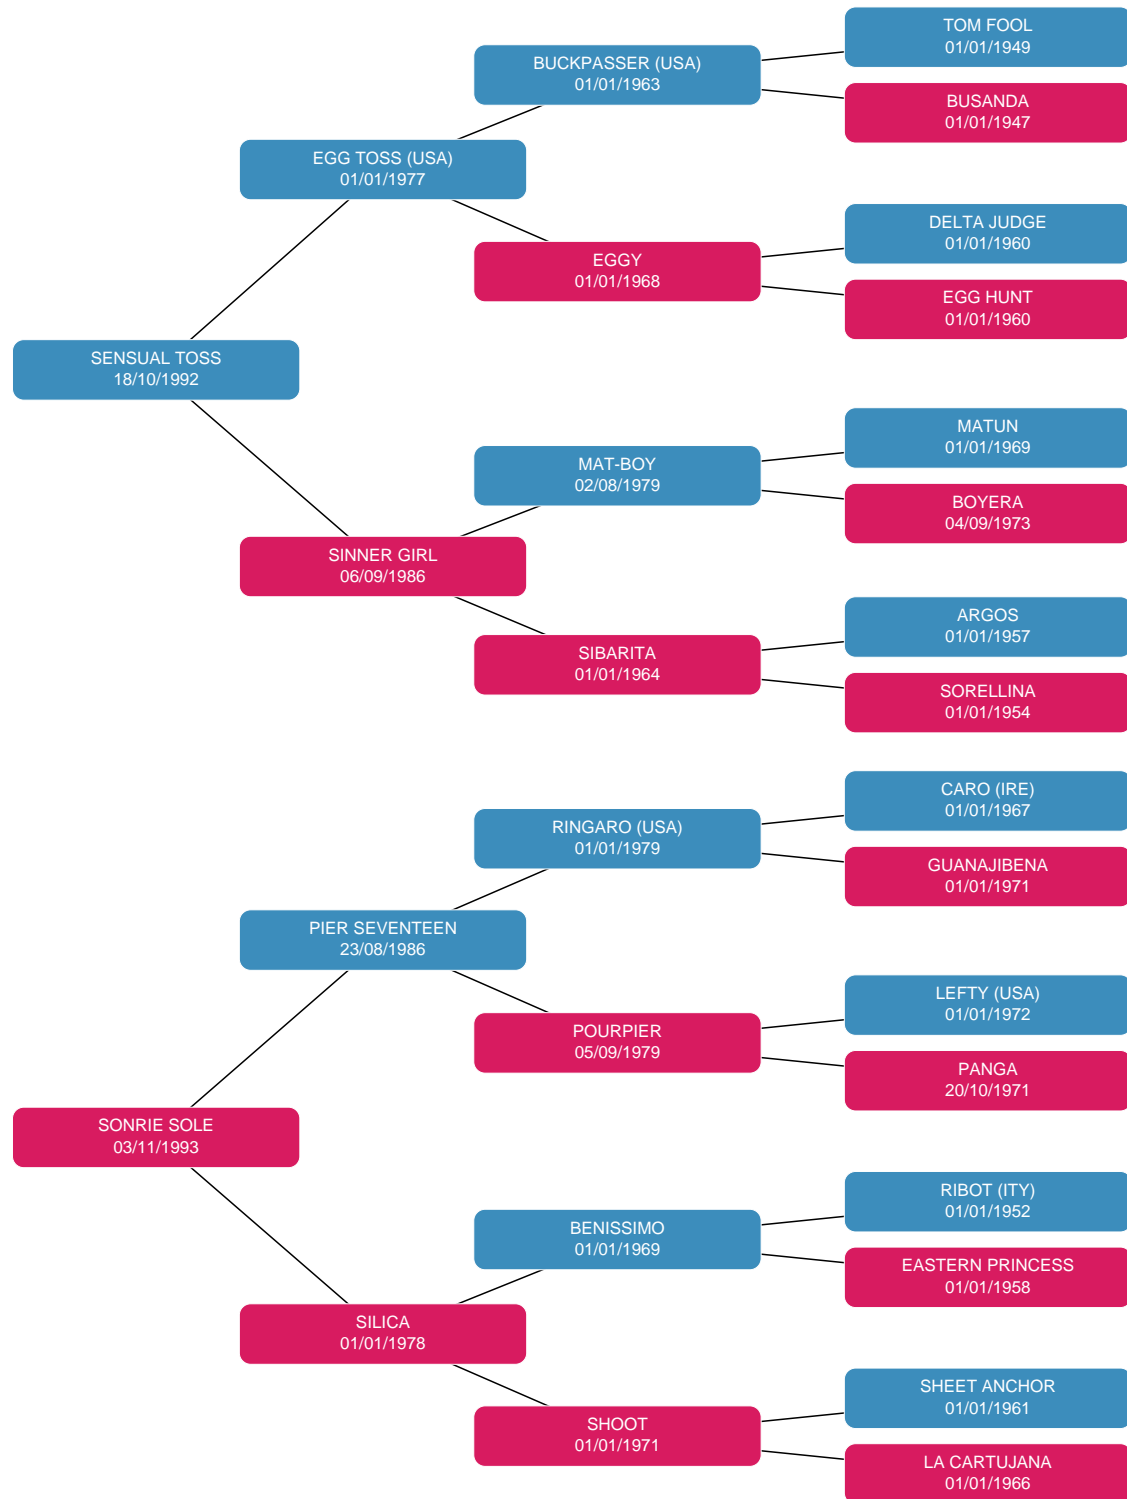 TOM FOOL
01/01/1949
BUCKPASSER (USA)
01/01/1963
BUSANDA
01/01/1947
EGG TOSS (USA)
01/01/1977
DELTA JUDGE
01/01/1960
EGGY
01/01/1968
EGG HUNT
01/01/1960
SENSUAL TOSS
18/10/1992
MATUN
01/01/1969
MAT-BOY
02/08/1979
BOYERA
04/09/1973
SINNER GIRL
06/09/1986
ARGOS
01/01/1957
SIBARITA
01/01/1964
SORELLINA
01/01/1954
CARO (IRE)
01/01/1967
RINGARO (USA)
01/01/1979
GUANAJIBENA
01/01/1971
PIER SEVENTEEN
23/08/1986
LEFTY (USA)
01/01/1972
POURPIER
05/09/1979
PANGA
20/10/1971
SONRIE SOLE
03/11/1993
RIBOT (ITY)
01/01/1952
BENISSIMO
01/01/1969
EASTERN PRINCESS
01/01/1958
SILICA
01/01/1978
SHEET ANCHOR
01/01/1961
SHOOT
01/01/1971
LA CARTUJANA
01/01/1966